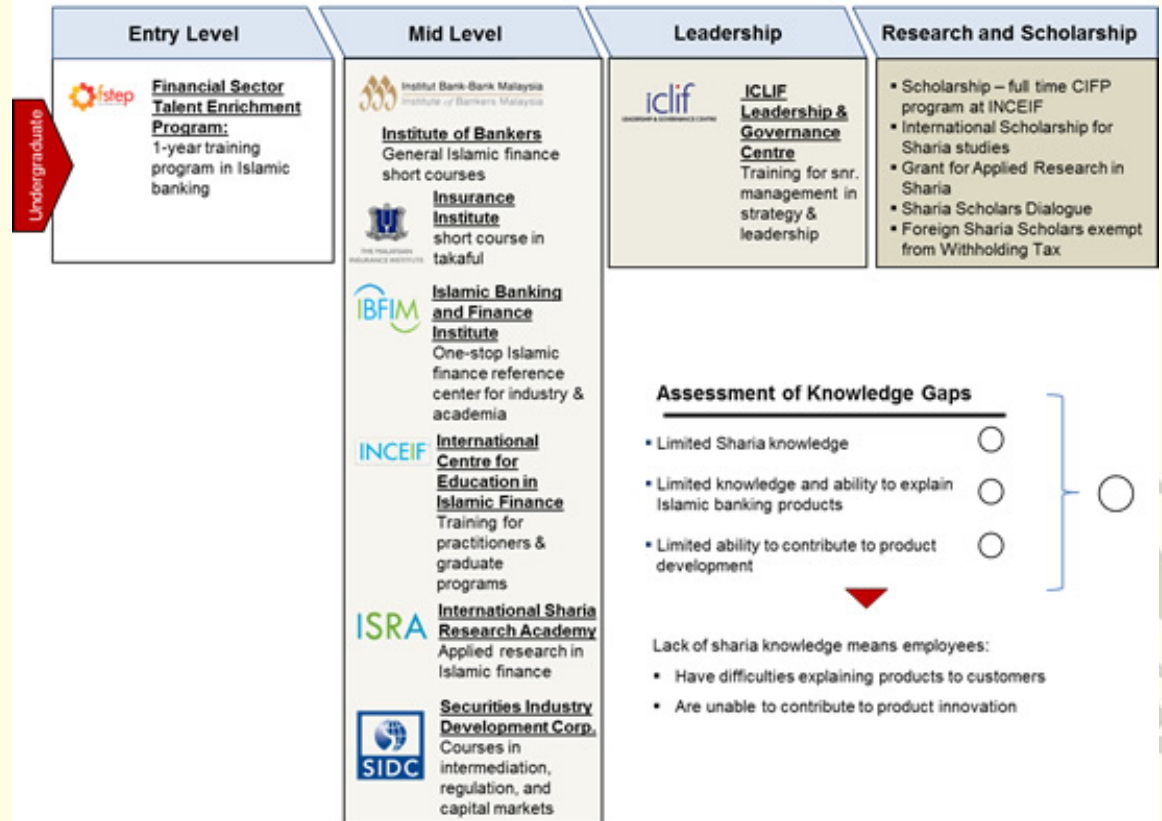 Entry Level
Mid Level
Leadership
Research and Scholarship
Undergraduate
fstep
Financial Sector
Talent Enrichment
Program:
1-year training
program in Islamic
banking
Institut Bank-Bank Malaysia
Institute of Bankers Malaysia
Institute of Bankers
General Islamic finance
short courses
Insurance
Institute
short course in
takaful
THE MALAYSIAN
INSURANCE INSTITUTE
IBFIM
Islamic Banking
and Finance
Institute
One-stop Islamic
finance reference
center for industry &
academia
INCEIF
International
Centre for
Education in
Islamic Finance
Training for
practitioners &
graduate
programs
ISRA
International Sharia
Research Academy
Applied research in
Islamic finance
SIDC
Securities Industry
Development Corp.
Courses in
intermediation,
regulation, and
capital markets
iclif
LEADERSHIP & GOVERNANCE CENTRE
ICLIF
Leadership &
Governance
Centre
Training for snr.
management in
strategy &
leadership
▪ Scholarship – full time CIFP
program at INCEIF
▪ International Scholarship for
Sharia studies
▪ Grant for Applied Research in
Sharia
▪ Sharia Scholars Dialogue
▪ Foreign Sharia Scholars exempt
from Withholding Tax
Assessment of Knowledge Gaps
▪ Limited Sharia knowledge
▪ Limited knowledge and ability to explain
Islamic banking products
▪ Limited ability to contribute to product
development
Lack of sharia knowledge means employees:
▪ Have difficulties explaining products to customers
▪ Are unable to contribute to product innovation